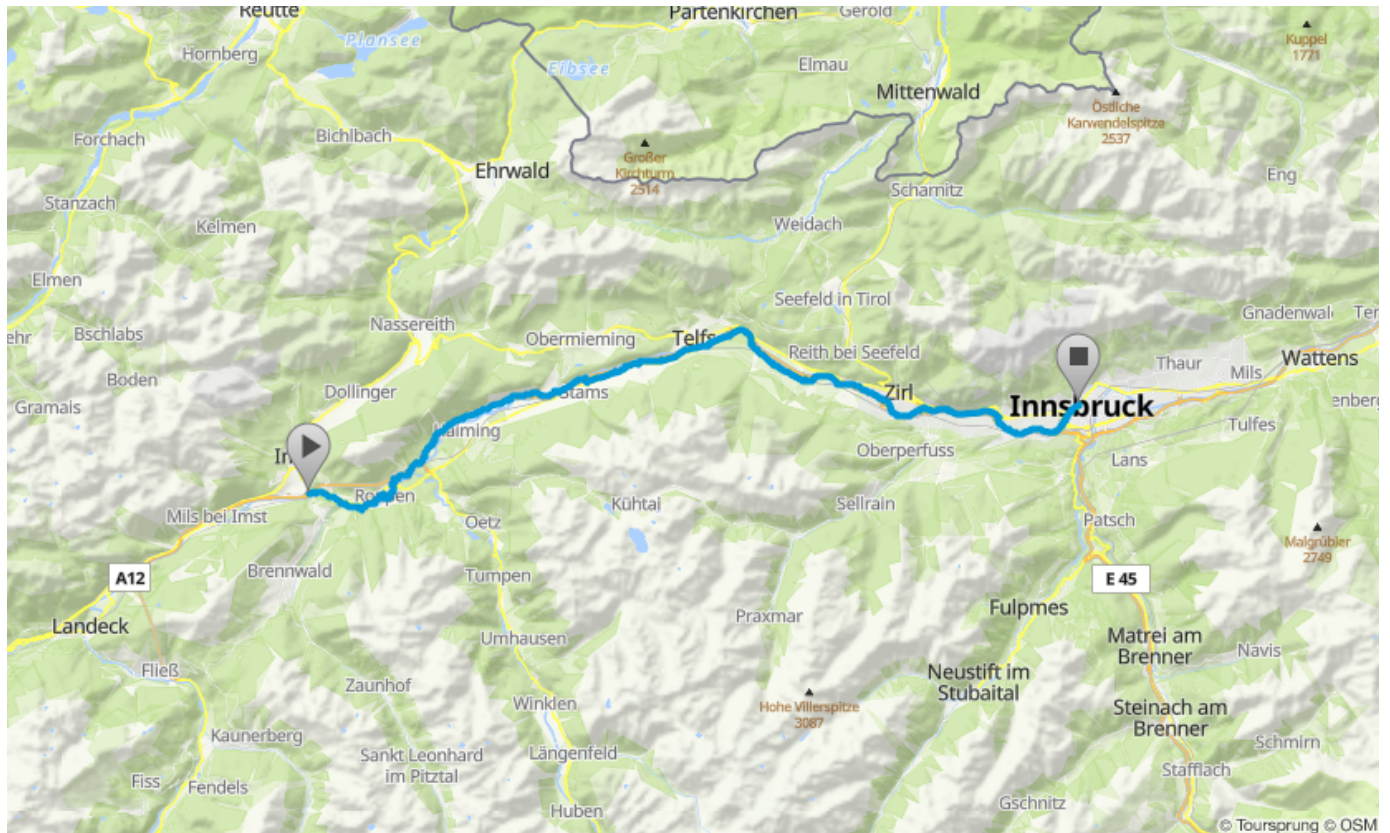 Reutte
Partenkirchen
Gerold
Kuppel
1771
Plansee
Hornberg
Eibsee
Elmau
Mittenwald
Östliche
Karwendelspitze
2537
Forchach
Bichlbach
Großer
Kirchturm
2514
Ehrwald
Eng
Scharnitz
Stanzach
Kelmen
Weidach
Elmen
Seefeld in Tirol
Gnadenwal
Ter
Nassereith
Bschlabs
Obermieming
Telfs
Reith bei Seefeld
Thaur
Mils
Wattens
Boden
Dollinger
Stams
Zirl
Innsbruck
enberg
Gramais
Haiming
Tulfes
Oberperfuss
Lans
Im
Roppen
Kühtai
Sellrain
Mils bei Imst
Oetz
Patsch
Malgrübler
2749
A12
Brennwald
Tumpen
E 45
Landeck
Praxmar
Fulpmes
Umhausen
Matrei am
Brenner
Navis
Fließ
Zaunhof
Neustift im
Stubaital
Winklen
Hohe Villerspitze
3087
Steinach am
Brenner
Kaunerberg
Sankt Leonhard
im Pitztal
Längenfeld
Schmirn
Fiss
Fendels
Stafflach
Huben
Gschnitz
© Toursprung © OSM